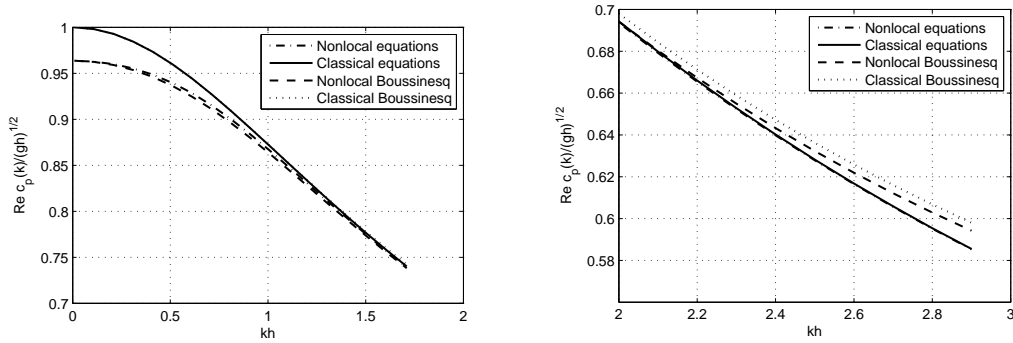 1
0.95
0.9
0.85
0.8
0.75
0.7
0
0.5
1
1.5
2
kh
Re c_p(k)/(gh)^{1/2}
Nonlocal equations
Classical equations
Nonlocal Boussinesq
Classical Boussinesq
0.7
0.68
0.66
0.64
0.62
0.6
0.58
2
2.2
2.4
2.6
2.8
3
kh
Re c_p(k)/(gh)^{1/2}
Nonlocal equations
Classical equations
Nonlocal Boussinesq
Classical Boussinesq